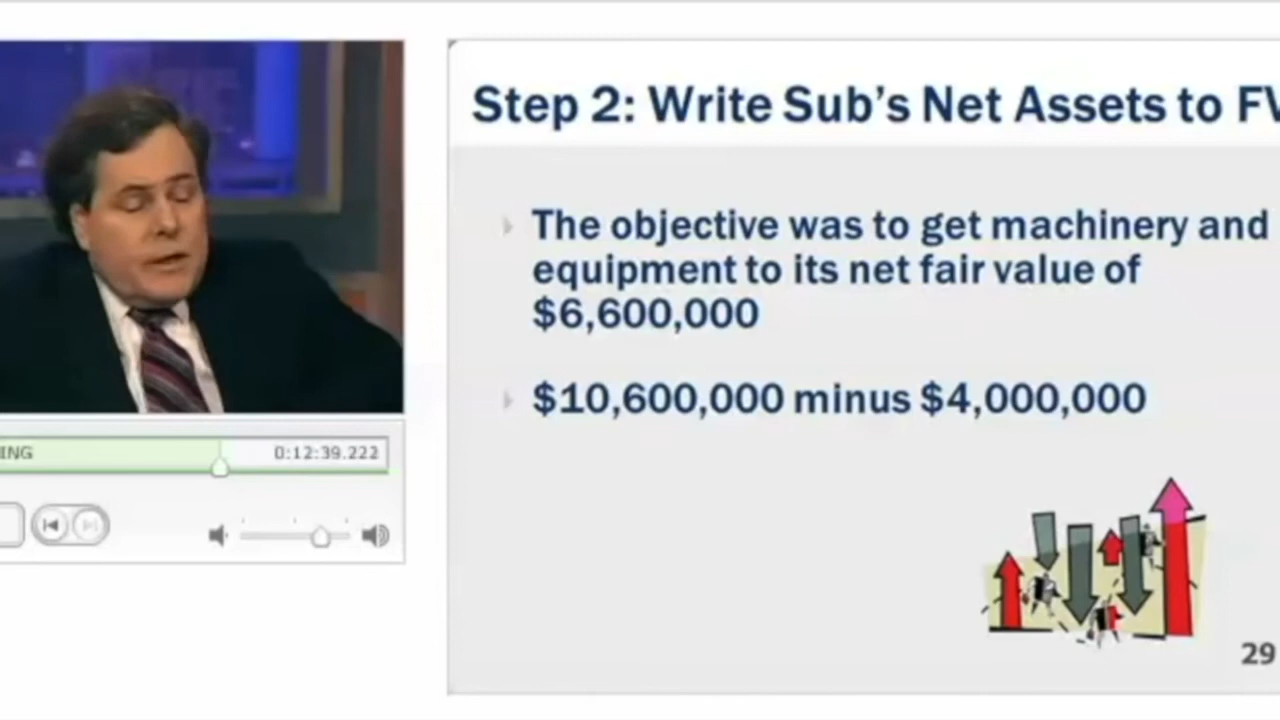 Step 2: Write Sub's Net Assets to FV
The objective was to get machinery and
equipment to its net fair value of
$6,600,000
$10,600,000 minus $4,000,000
29
ING
0:12:39.222